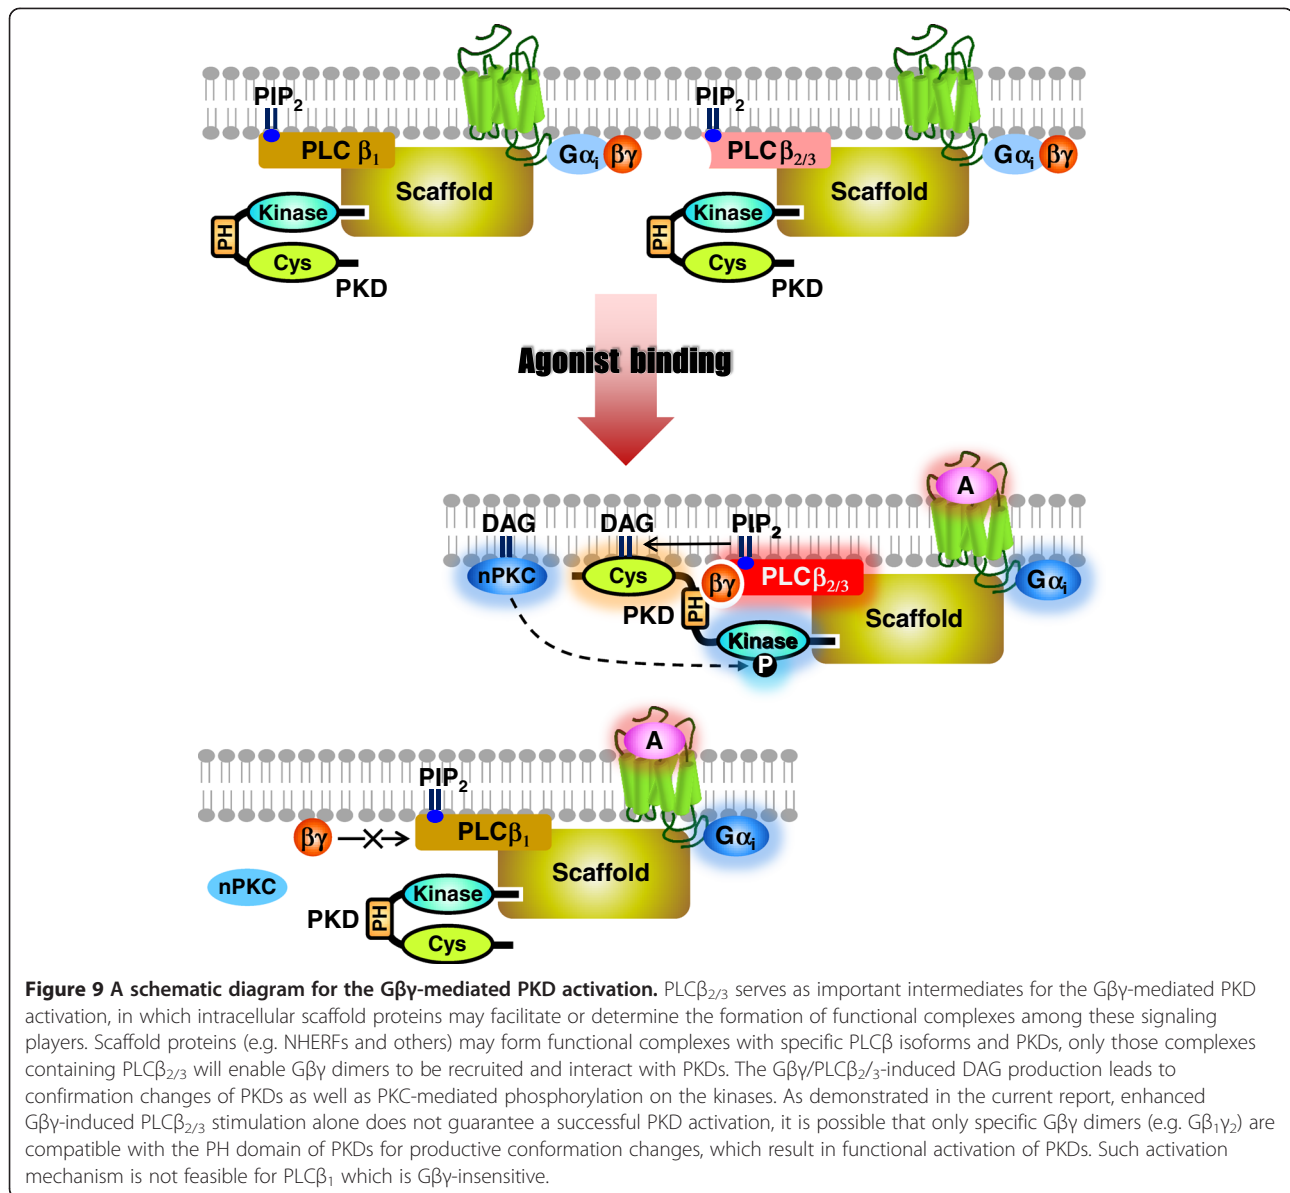 PIP₂
PIP₂
PLC β₁
Gαᵢ βγ
PLC β₂/₃
Gαᵢ βγ
Scaffold
Scaffold
Kinase
Kinase
PH
PH
Cys
Cys
PKD
PKD
Agonist binding
A
DAG
DAG
PIP₂
nPKC
Cys
βγ
PLCβ₂/₃
Gαᵢ
PKD
PH
Scaffold
Kinase
P
A
PIP₂
βγ
PLCβ₁
Gαᵢ
nPKC
Scaffold
Kinase
PKD
PH
Cys
Figure 9 A schematic diagram for the Gβγ-mediated PKD activation. PLCβ₂/₃ serves as important intermediates for the Gβγ-mediated PKD
activation, in which intracellular scaffold proteins may facilitate or determine the formation of functional complexes among these signaling
players. Scaffold proteins (e.g. NHERFs and others) may form functional complexes with specific PLCβ isoforms and PKDs, only those complexes
containing PLCβ₂/₃ will enable Gβγ dimers to be recruited and interact with PKDs. The Gβγ/PLCβ₂/₃-induced DAG production leads to
confirmation changes of PKDs as well as PKC-mediated phosphorylation on the kinases. As demonstrated in the current report, enhanced
Gβγ-induced PLCβ₂/₃ stimulation alone does not guarantee a successful PKD activation, it is possible that only specific Gβγ dimers (e.g. Gβ₁γ₂) are
compatible with the PH domain of PKDs for productive conformation changes, which result in functional activation of PKDs. Such activation
mechanism is not feasible for PLCβ₁ which is Gβγ-insensitive.